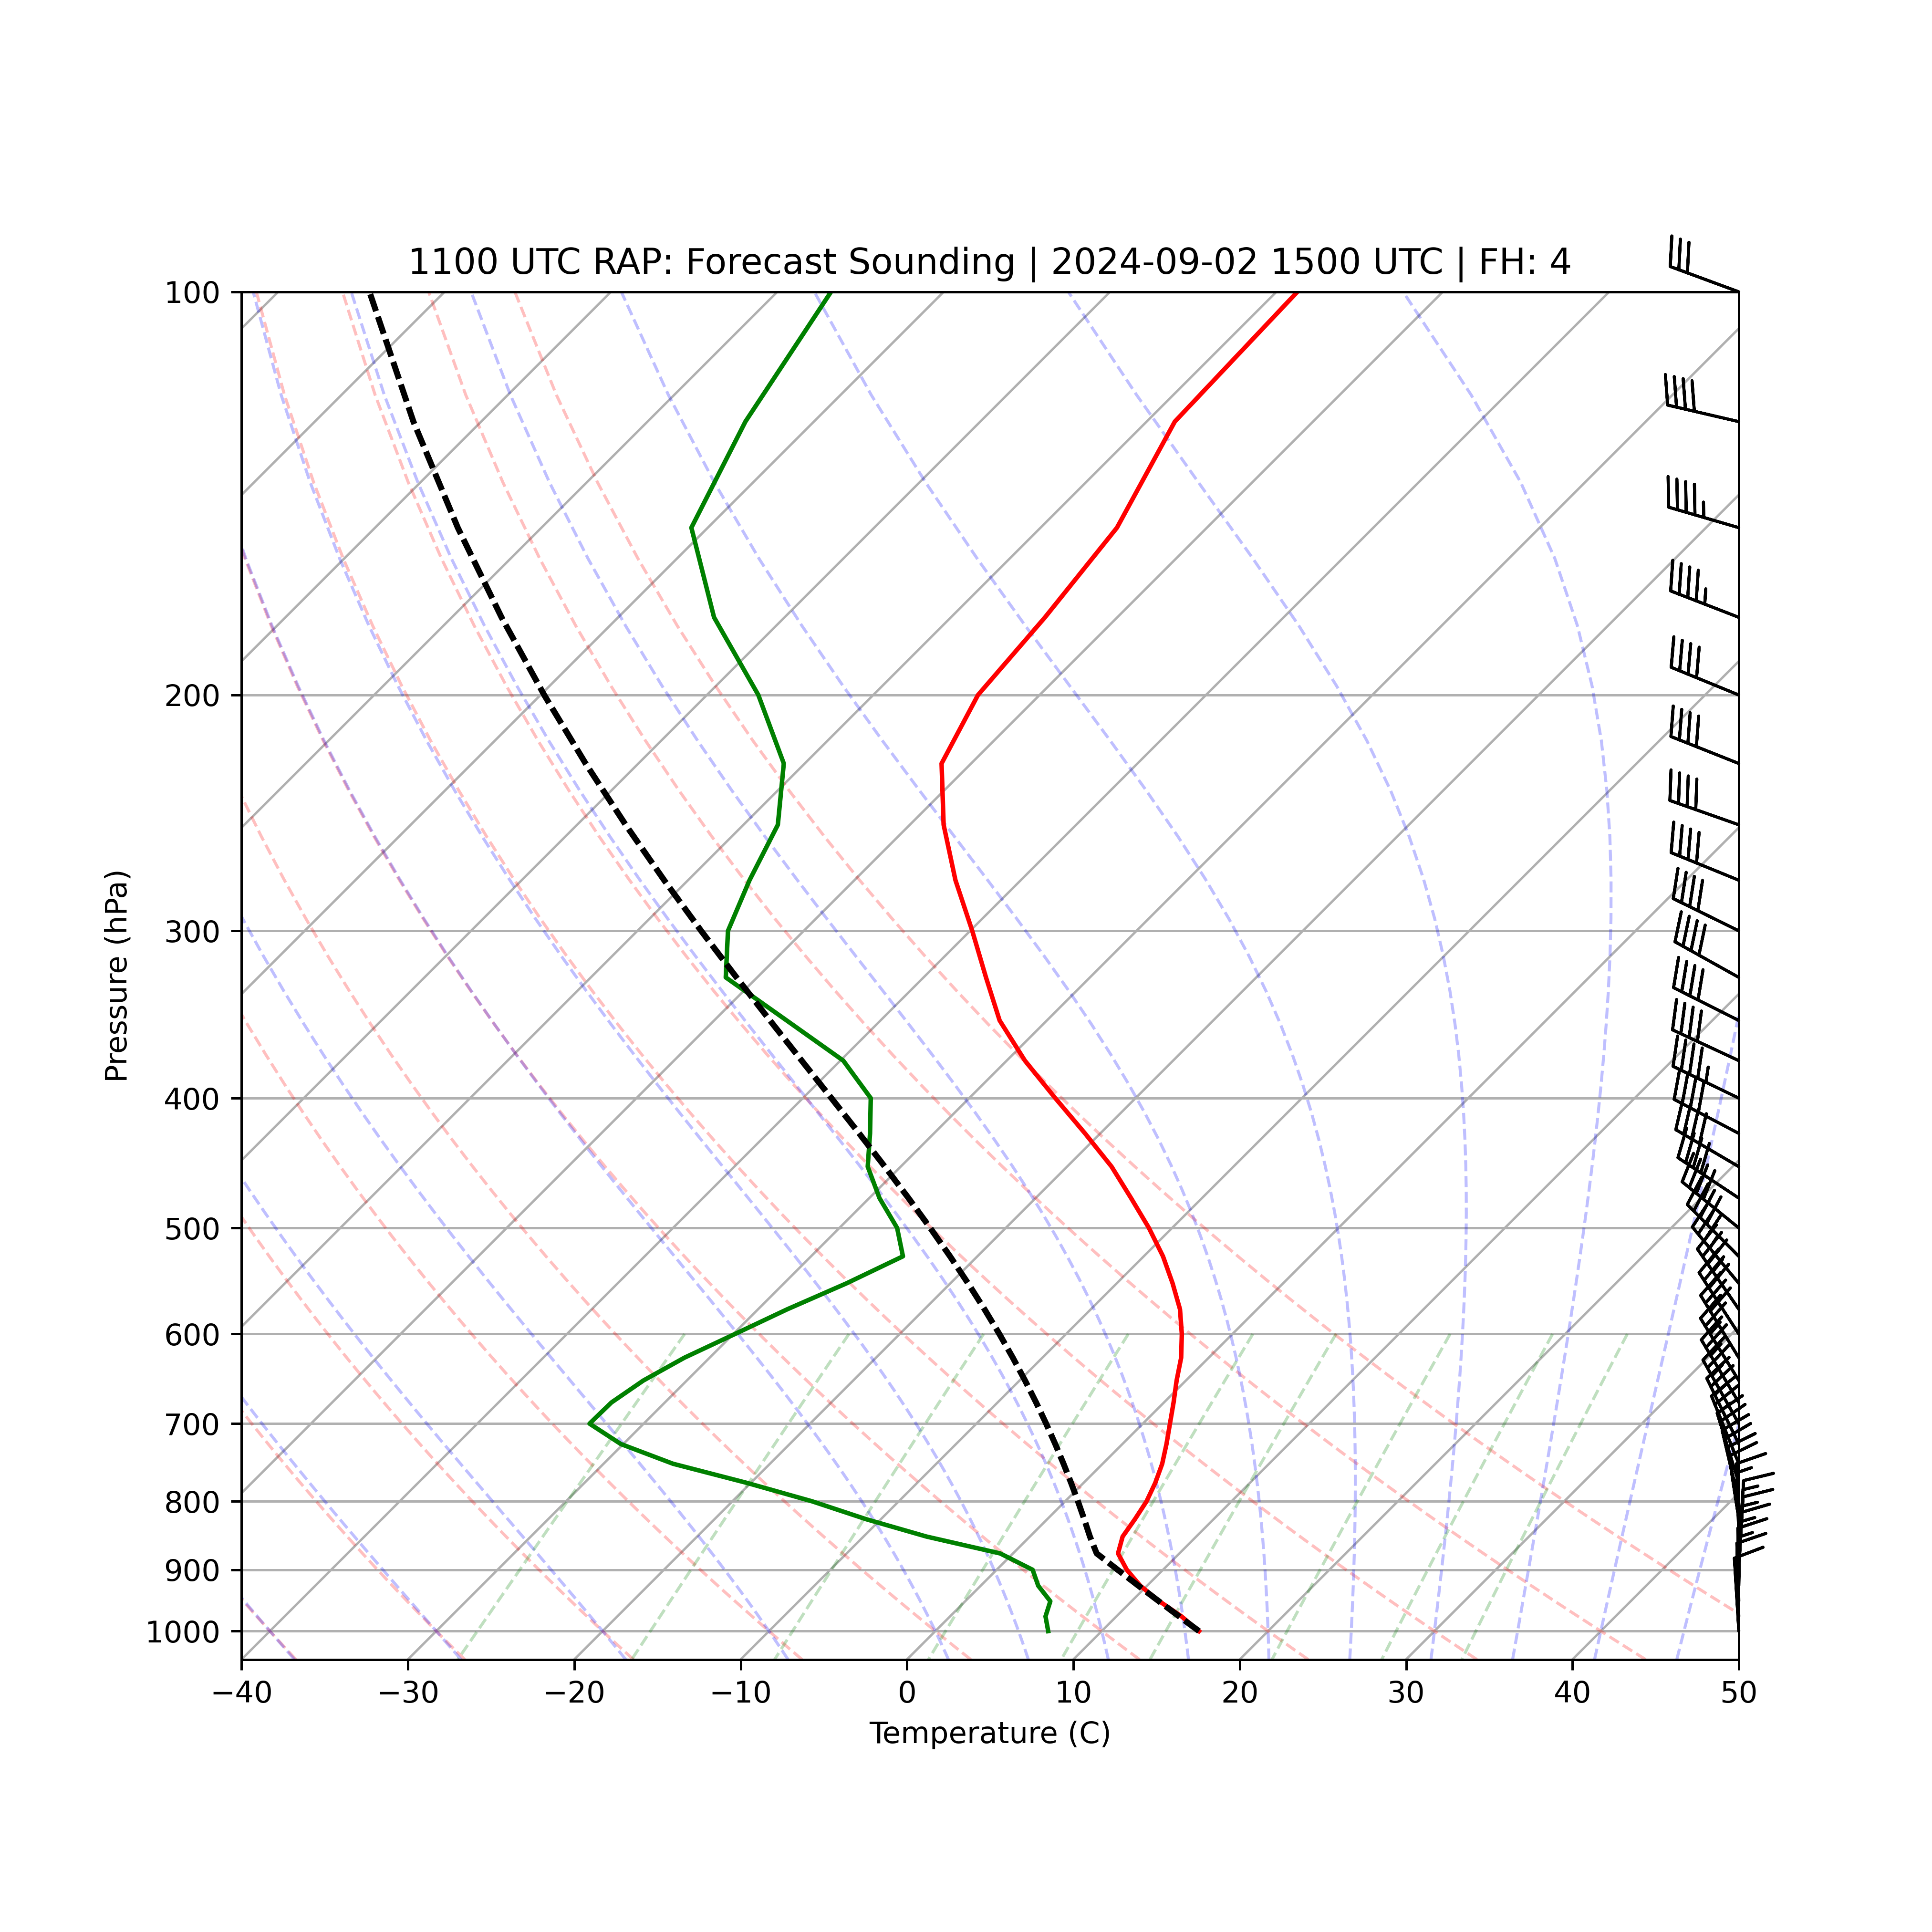 1100 UTC RAP: Forecast Sounding | 2024-09-02 1500 UTC | FH: 4
100
200
300
400
500
600
700
800
900
1000
Pressure (hPa)
−40 −30 −20 −10 0 10 20 30 40 50
Temperature (C)